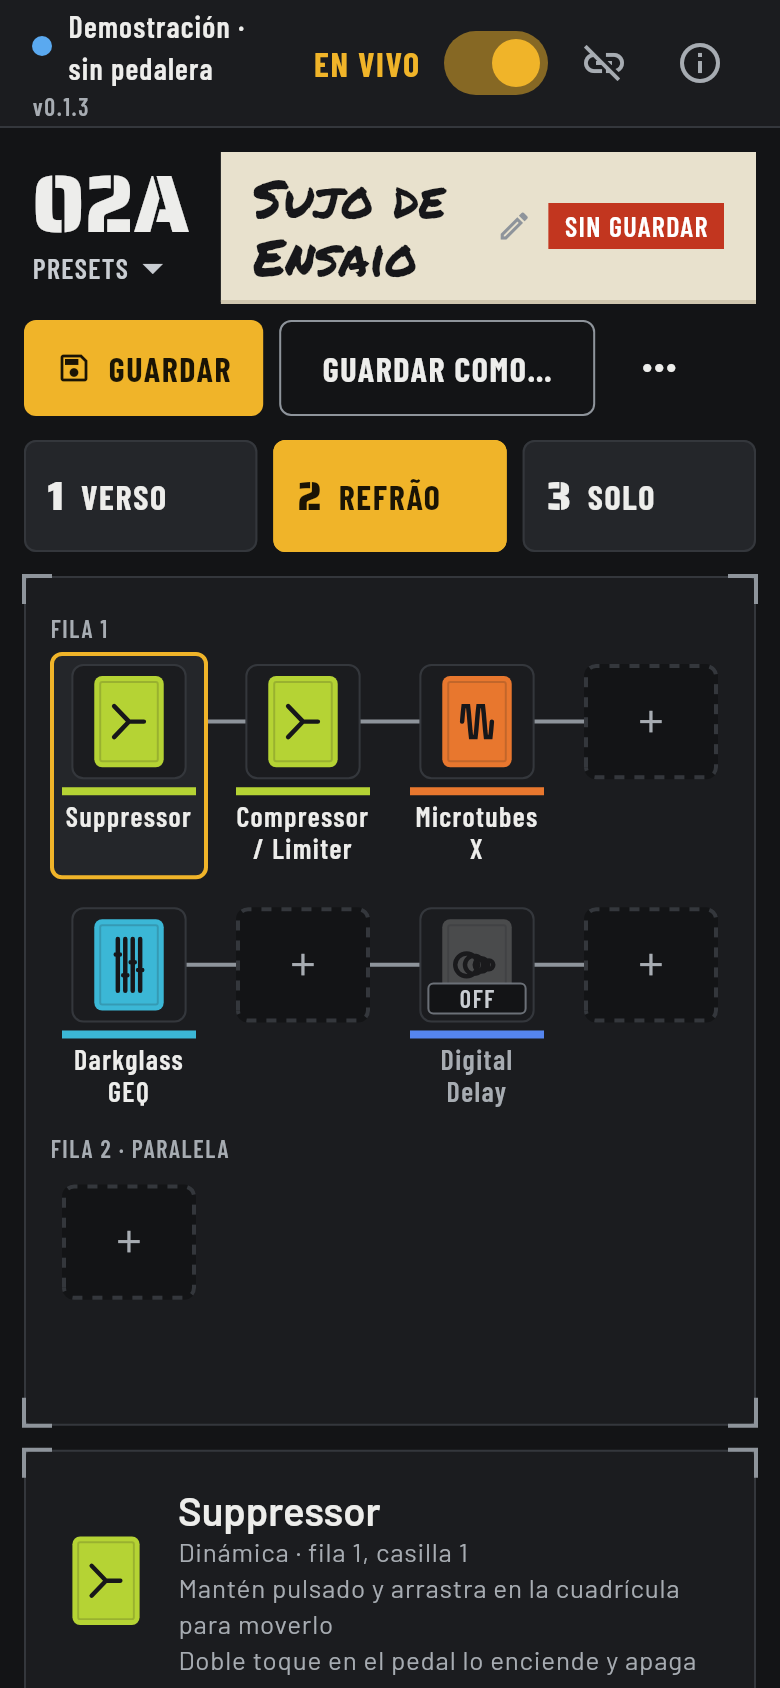 Demostración ·
sin pedalera
v0.1.3
EN VIVO
02A
PRESETS
SUJO DE
ENSAIO
SIN GUARDAR
GUARDAR
GUARDAR COMO...
1 VERSO
2 REFRÃO
3 SOLO
FILA 1
Suppressor
Compressor
/ Limiter
Microtubes
X
+
Darkglass
GEQ
+
OFF
Digital
Delay
+
FILA 2 · PARALELA
+
Suppressor
Dinámica · fila 1, casilla 1
Mantén pulsado y arrastra en la cuadrícula
para moverlo
Doble toque en el pedal lo enciende y apaga